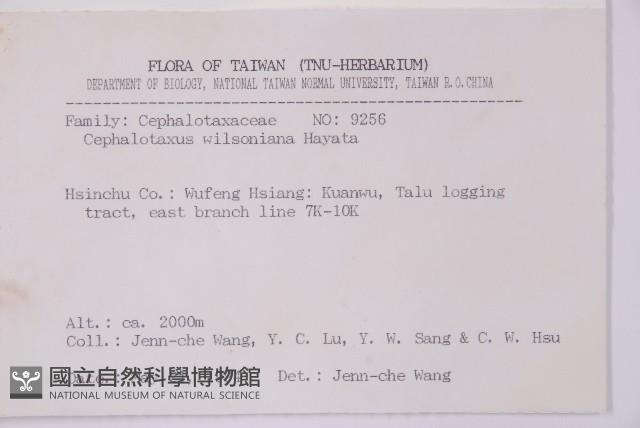 FLORA OF TAIWAN (TNU-HERBARIUM)
DEPARTMENT OF BIOLOGY, NATIONAL TAIWAN NORMAL UNIVERSITY, TAIWAN R.O.CHINA
Family: Cephalotaxaceae NO: 9256
Cephalotaxus wilsoniana Hayata
Hsinchu Co.: Wufeng Hsiang: Kuanwu, Talu logging
tract, east branch line 7K-10K
Alt.: ca. 2000m
Coll.: Jenn-che Wang, Y. C. Lu, Y. W. Sang & C. W. Hsu
Det.: Jenn-che Wang
國立自然科學博物館
NATIONAL MUSEUM OF NATURAL SCIENCE